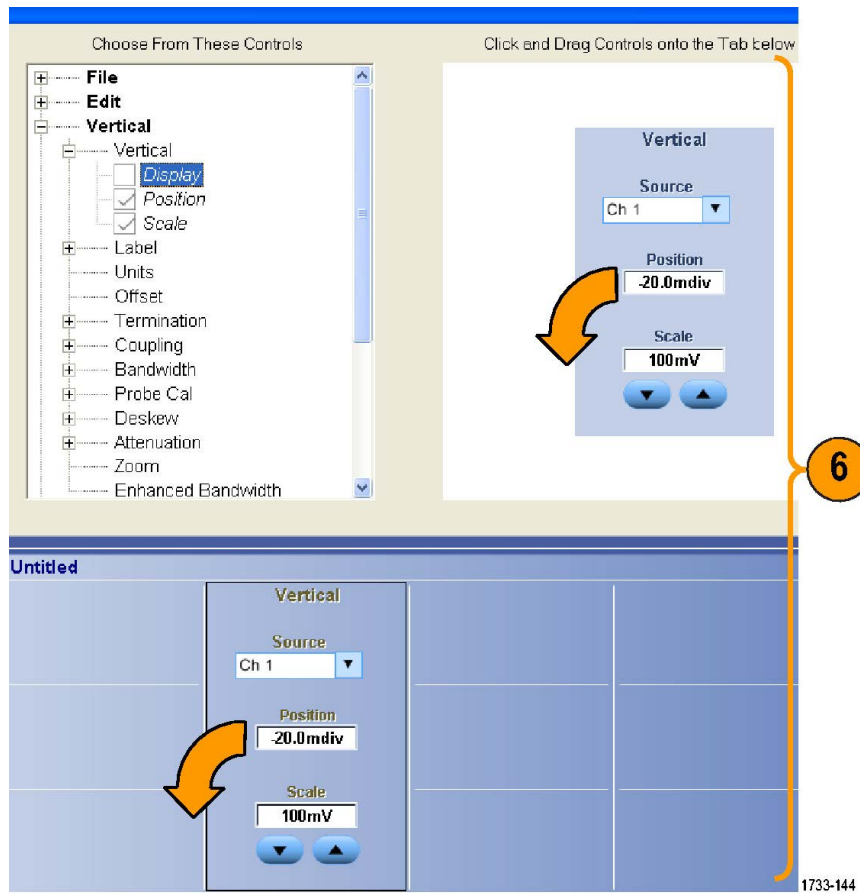 Choose From These Controls
File
Edit
Vertical
Vertical
Display
Position
Scale
Label
Units
Offset
Termination
Coupling
Bandwidth
Probe Cal
Deskew
Attenuation
Zoom
Enhanced Bandwidth
Click and Drag Controls onto the Tab below
Vertical
Source
Ch 1
Position
-20.0mdiv
Scale
100mV
6
Untitled
Vertical
Source
Ch 1
Position
-20.0mdiv
Scale
100mV
1733-144